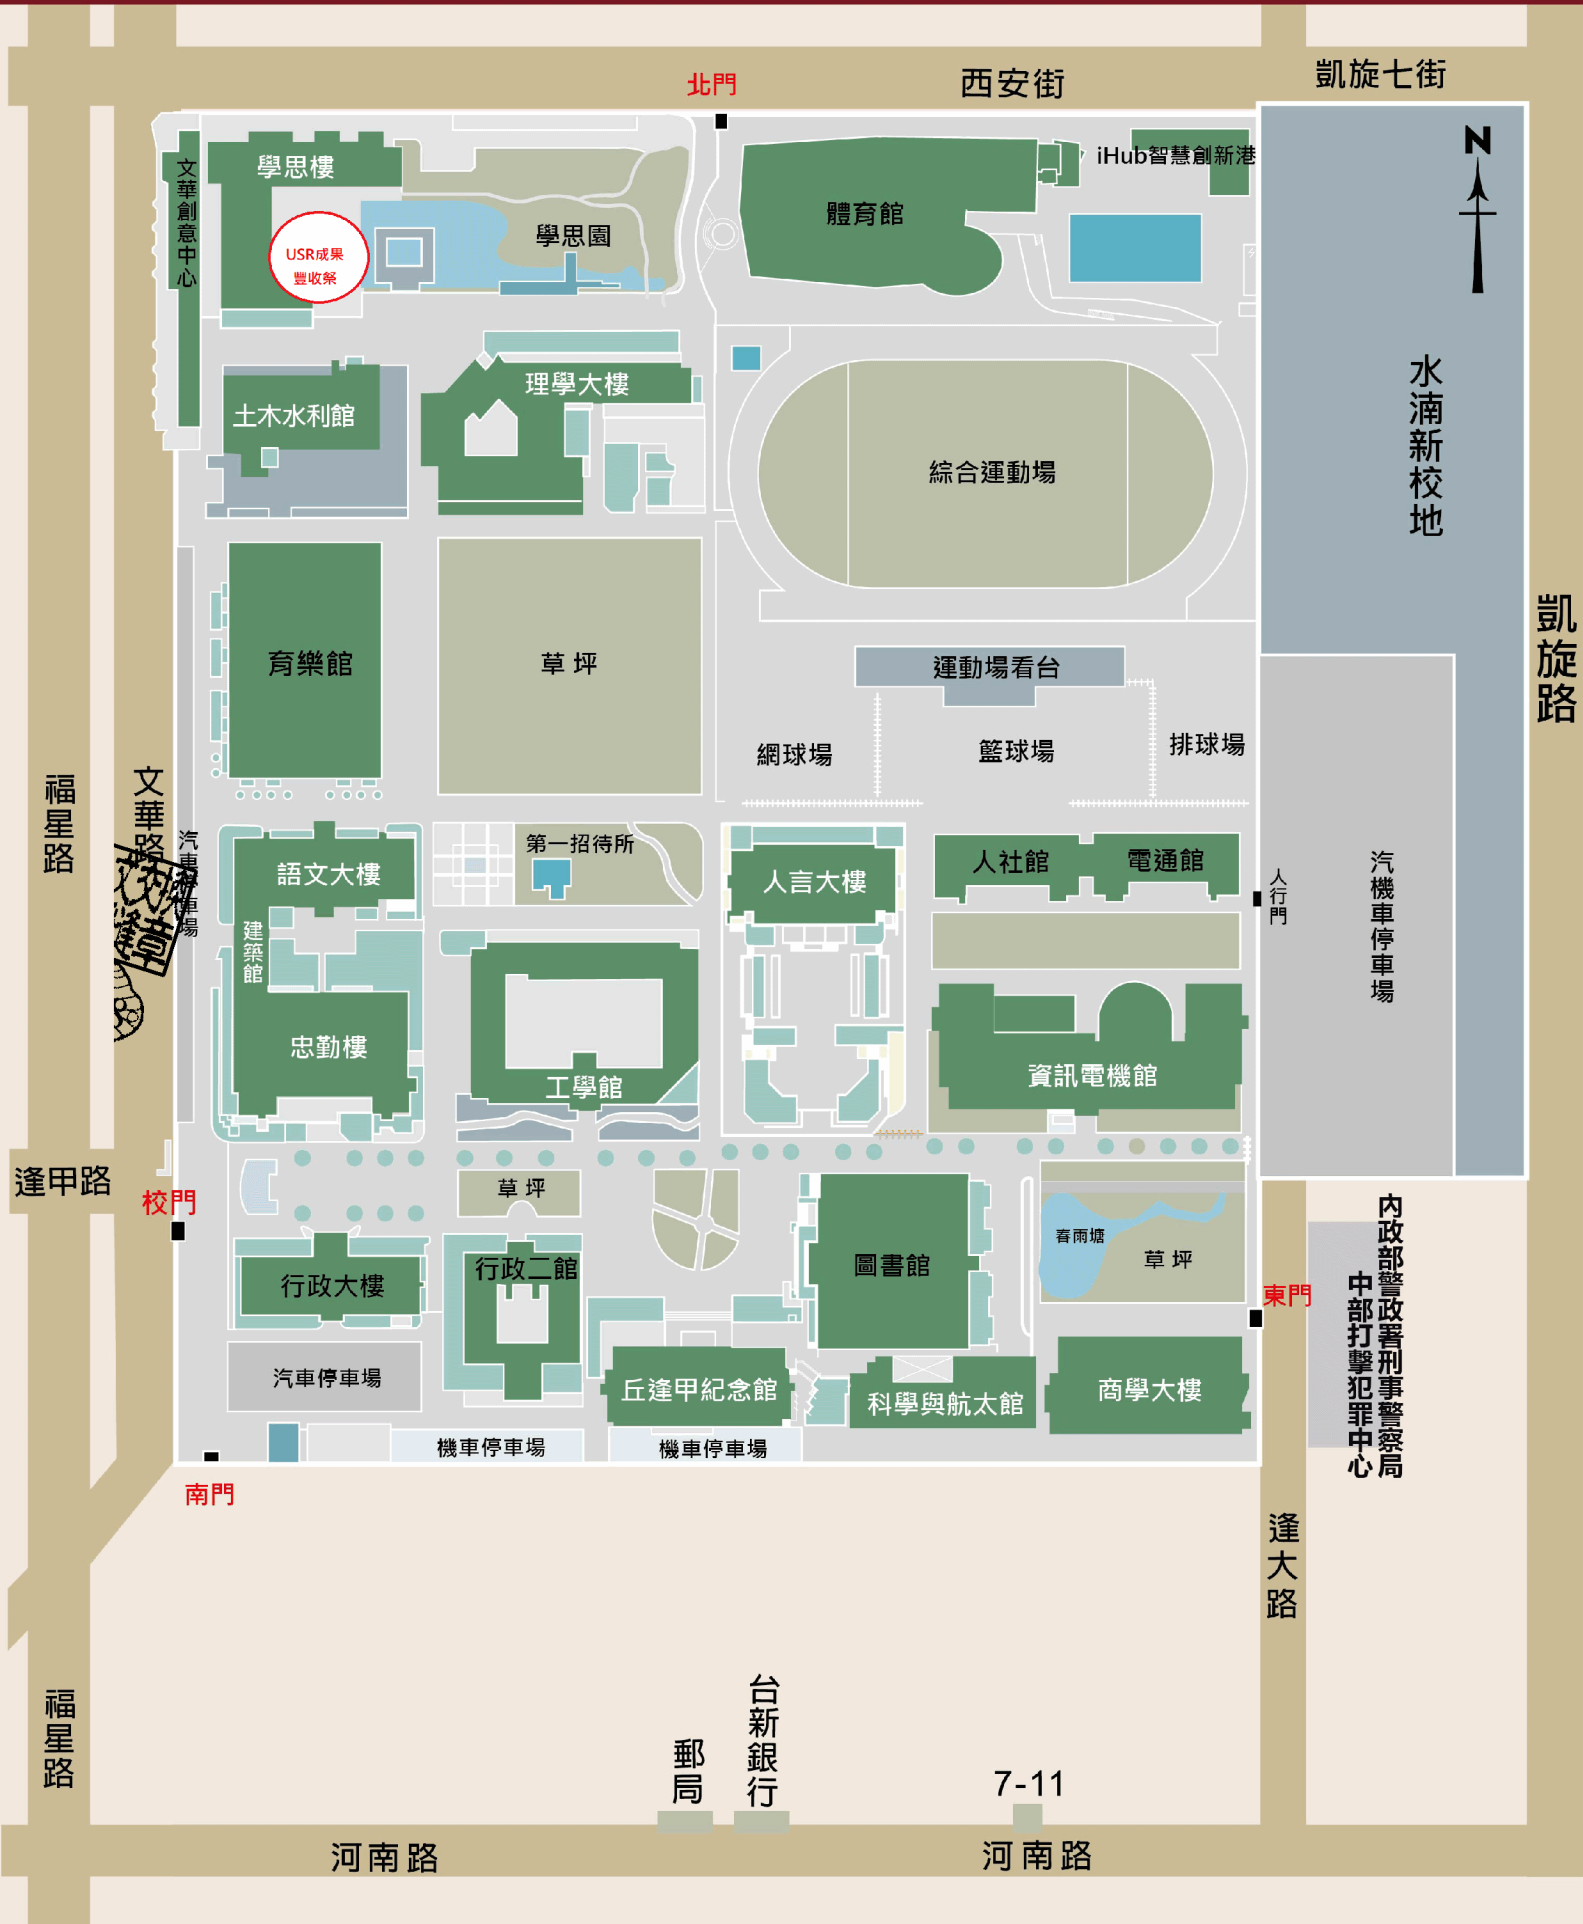 北門
西安街
凱旋七街
N
文華創意中心
學思樓
USR成果
豐收祭
學思園
體育館
iHub智慧創新港
水湳新校地
土木水利館
理學大樓
綜合運動場
育樂館
草坪
運動場看台
網球場
籃球場
排球場
凱旋路
福星路
文華路
語文大樓
第一招待所
人言大樓
人社館
電通館
人行門
汽機車停車場
建築館
忠勤樓
工學館
資訊電機館
逢甲路
校門
草坪
行政大樓
行政二館
圖書館
春雨塘
草坪
東門
內政部警政署刑事警察局
中部打擊犯罪中心
汽車停車場
丘逢甲紀念館
科學與航太館
商學大樓
機車停車場
機車停車場
南門
逢大路
福星路
郵局
台新銀行
7-11
河南路
河南路